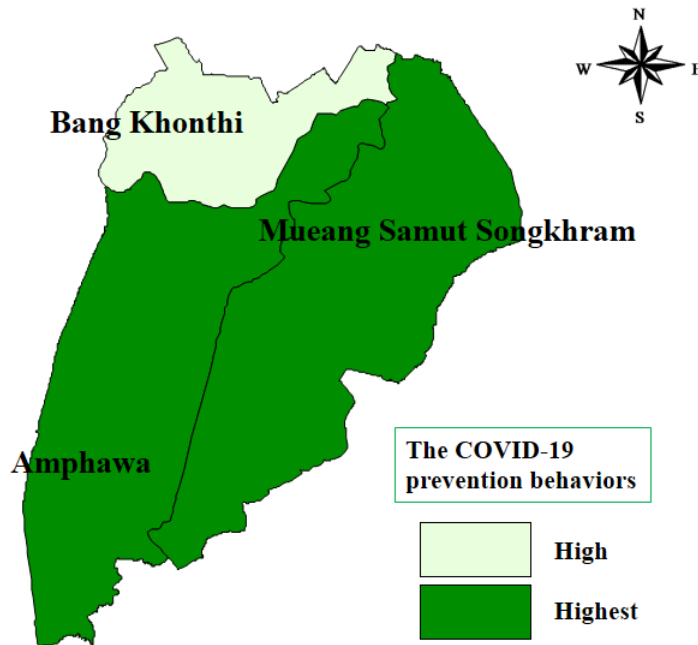 N
W
E
S
Bang Khonthi
Mueang Samut Songkhram
Amphawa
The COVID-19
prevention behaviors
High
Highest